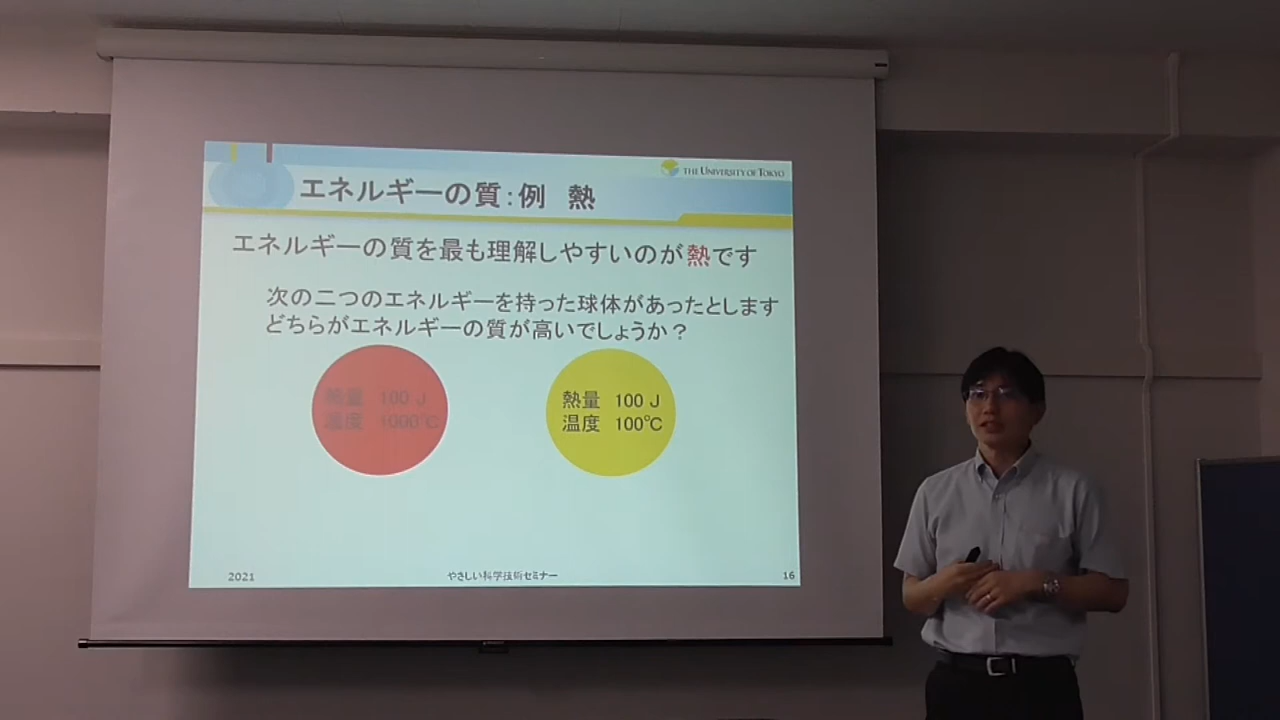 THE UNIVERSITY OF TOKYO
エネルギーの質：例　熱
エネルギーの質を最も理解しやすいのが熱です
次の二つのエネルギーを持った球体があったとします
どちらがエネルギーの質が高いでしょうか？
熱量　100 J
温度　1000℃
熱量　100 J
温度　100℃
2021
やさしい科学技術セミナー
16